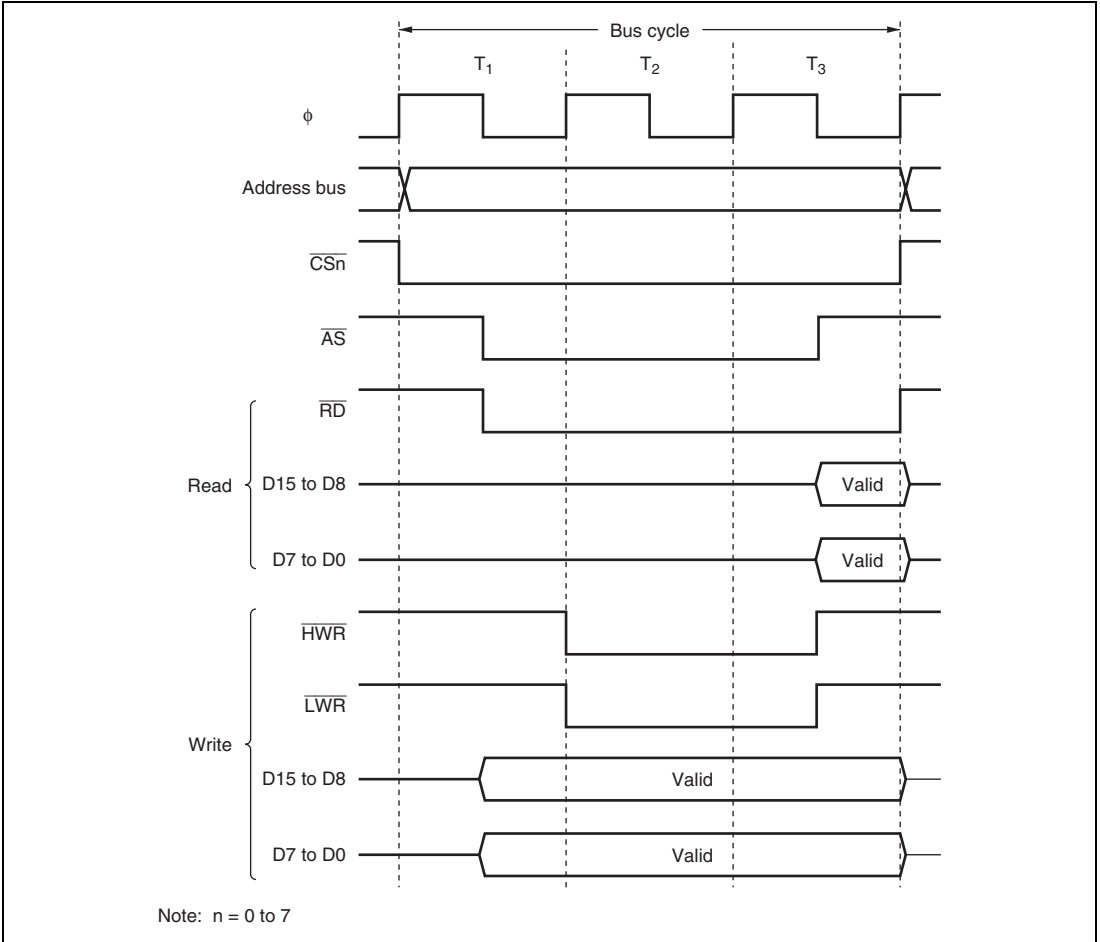 Bus cycle
T1 T2 T3
φ
Address bus
CSn
AS
RD
Read
D15 to D8 Valid
D7 to D0 Valid
HWR
LWR
Write
D15 to D8 Valid
D7 to D0 Valid
Note: n = 0 to 7